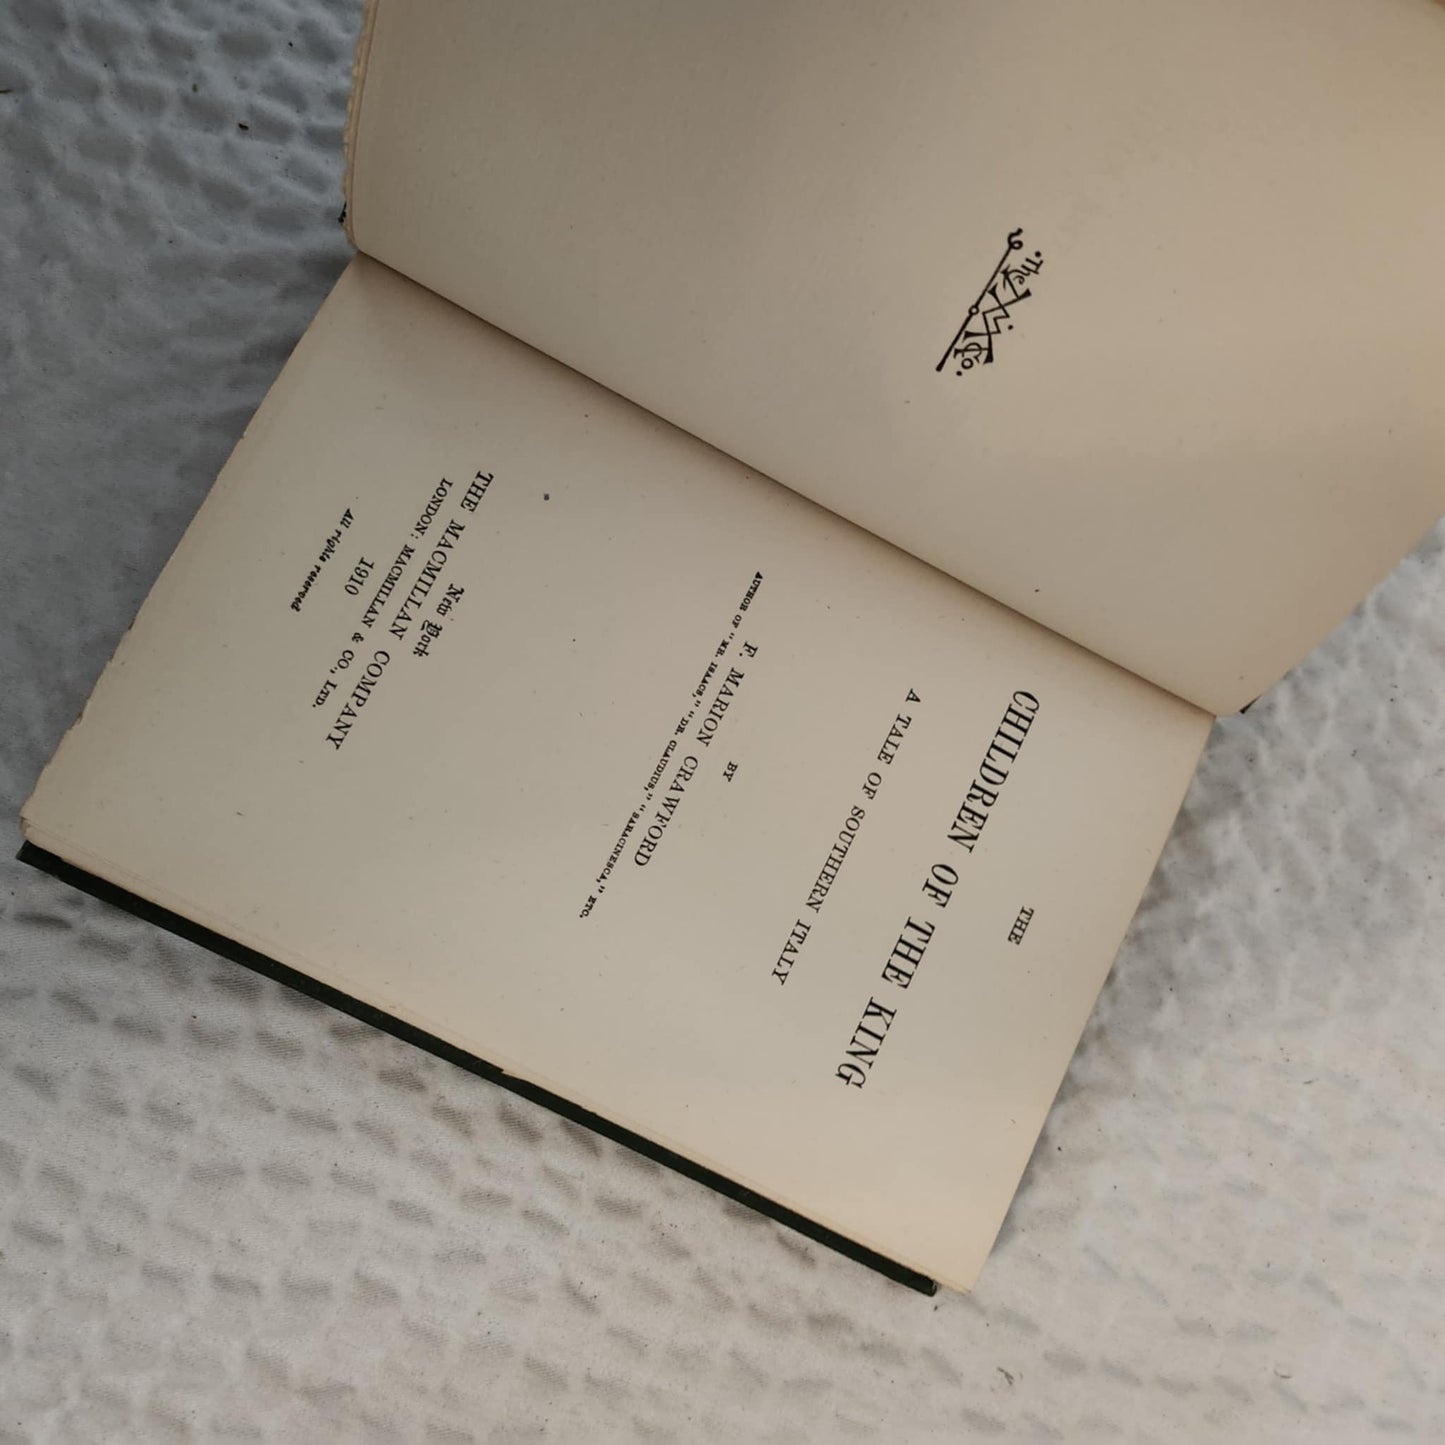 The M Co.
THE
CHILDREN OF THE KING
A TALE OF SOUTHERN ITALY
BY
F. MARION CRAWFORD
AUTHOR OF "MR. ISAACS," "DR. CLAUDIUS," "SARACINESCA," ETC.
New York
THE MACMILLAN COMPANY
LONDON: MACMILLAN & CO., LTD.
1910
All rights reserved